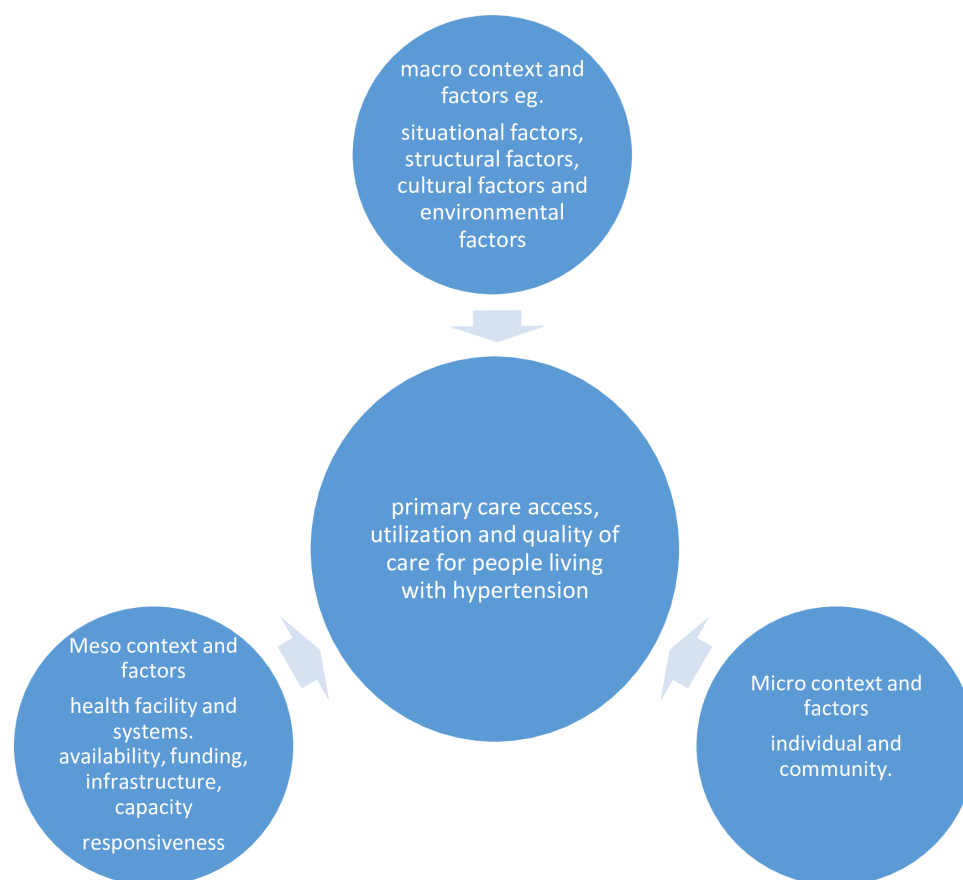 macro context and
factors eg.
situational factors,
structural factors,
cultural factors and
environmental
factors
primary care access,
utilization and quality of
care for people living
with hypertension
Meso context and
factors
health facility and
systems.
availability, funding,
infrastructure,
capacity
responsiveness
Micro context and
factors
individual and
community.